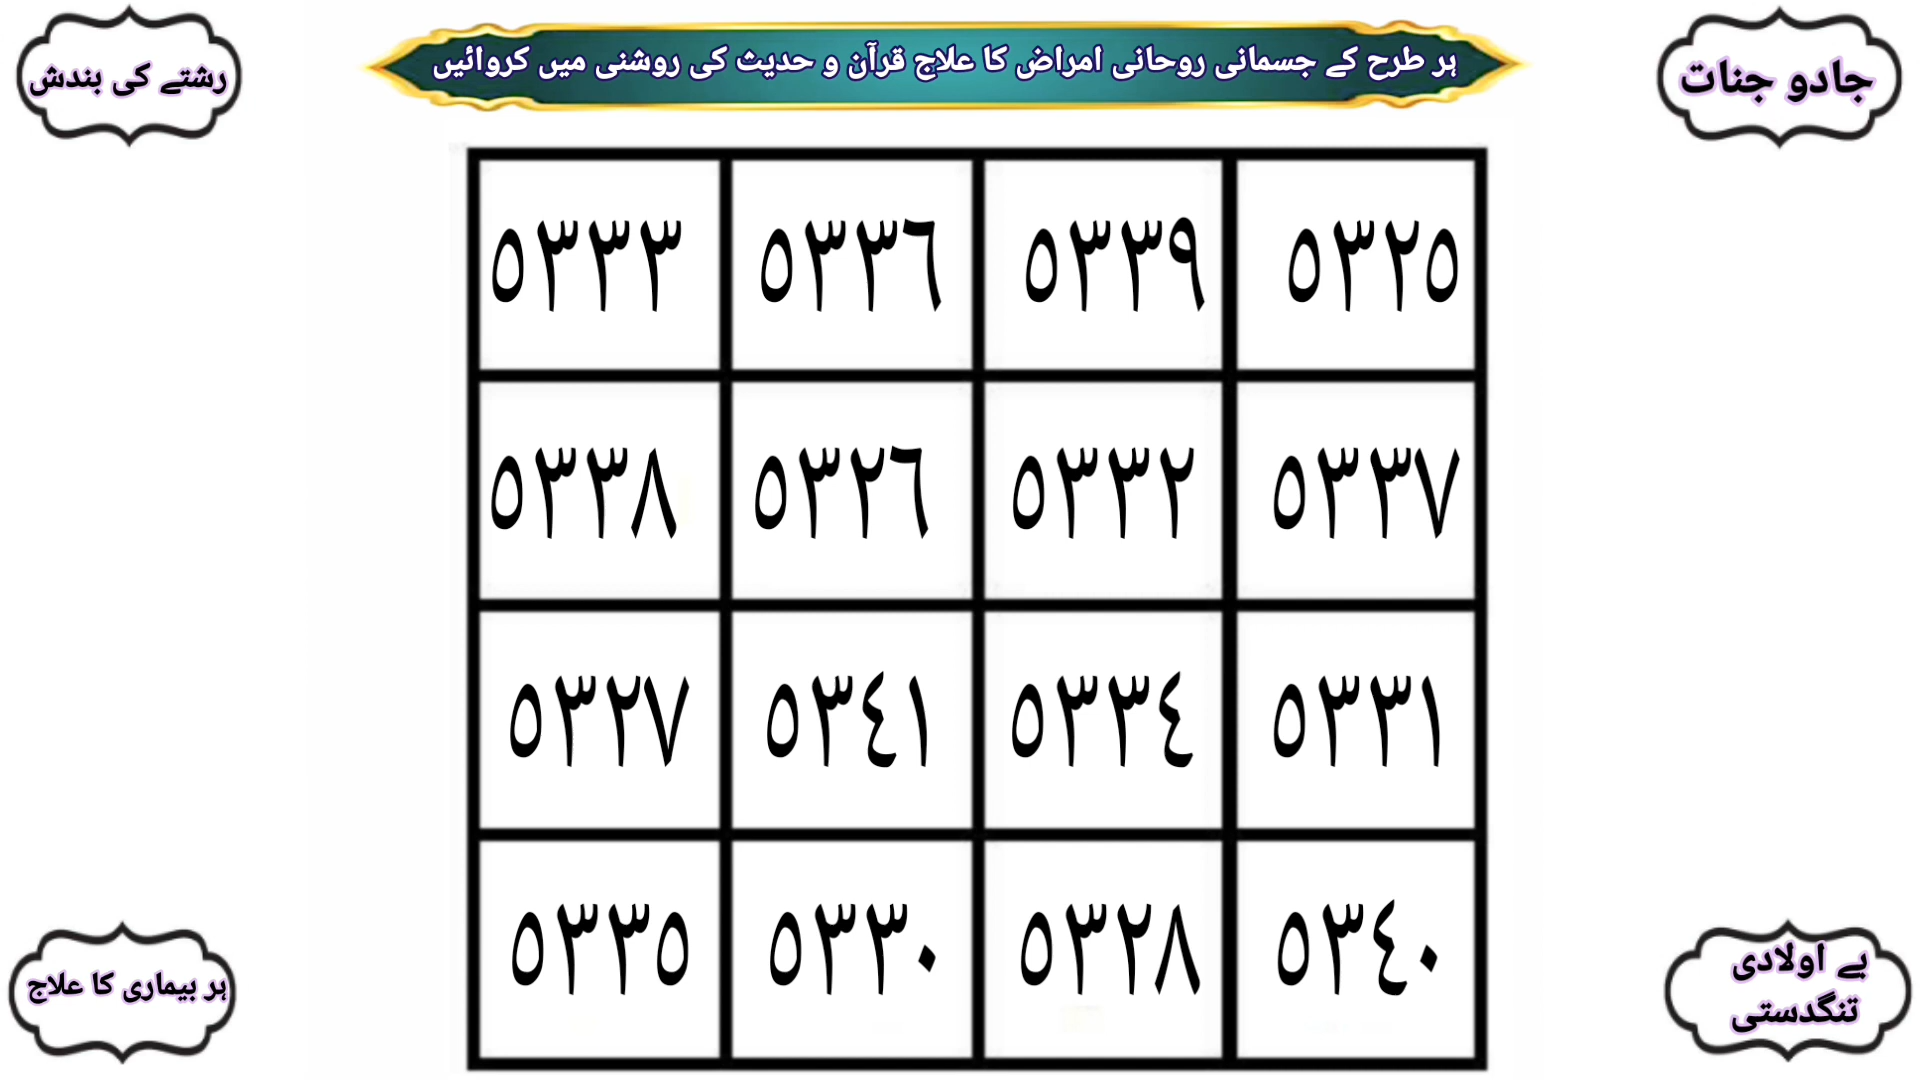 ہر طرح کے جسمانی روحانی امراض کا علاج قرآن و حدیث کی روشنی میں کروائیں
جادو جنات
رشتے کی بندش
٥٣٣٣ ٥٣٣٦ ٥٣٣٩ ٥٣٢٥
٥٣٣٨ ٥٣٢٦ ٥٣٣٢ ٥٣٣٧
٥٣٢٧ ٥٣٤١ ٥٣٣٤ ٥٣٣١
٥٣٣٥ ٥٣٣٠ ٥٣٢٨ ٥٣٤٠
بے اولادی
تنگدستی
ہر بیماری کا علاج